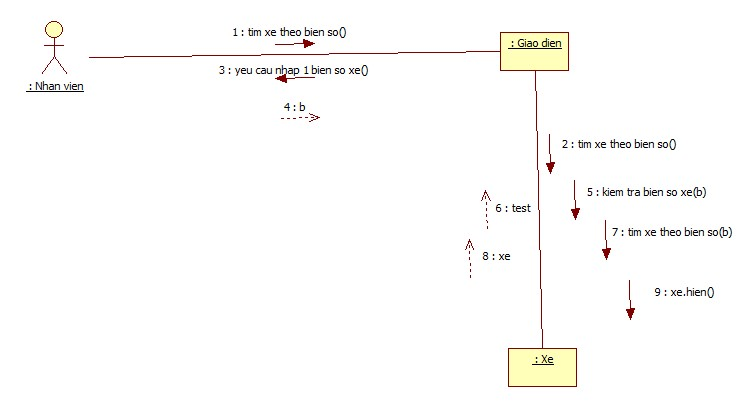 1 : tim xe theo bien so()
: Giao dien
3 : yeu cau nhap 1 bien so xe()
: Nhan vien
4 : b
2 : tim xe theo bien so()
5 : kiem tra bien so xe(b)
6 : test
7 : tim xe theo bien so(b)
8 : xe
9 : xe.hien()
: Xe